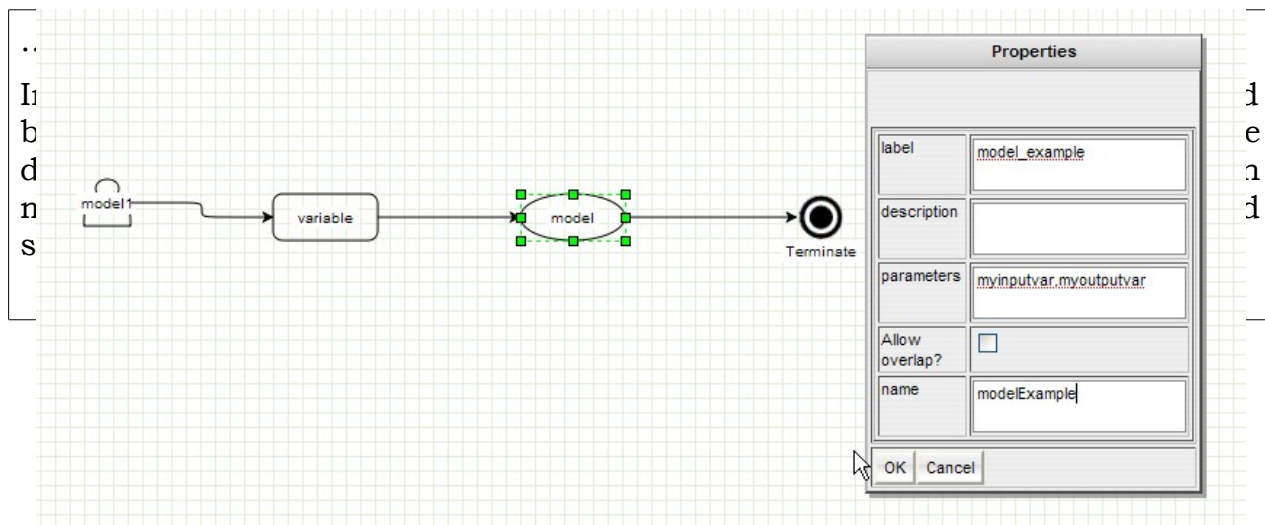 Properties
label
model_example
description
parameters
myinputvar,myoutputvar
Allow
overlap?
name
modelExample
OK Cancel
model1
variable
model
Terminate